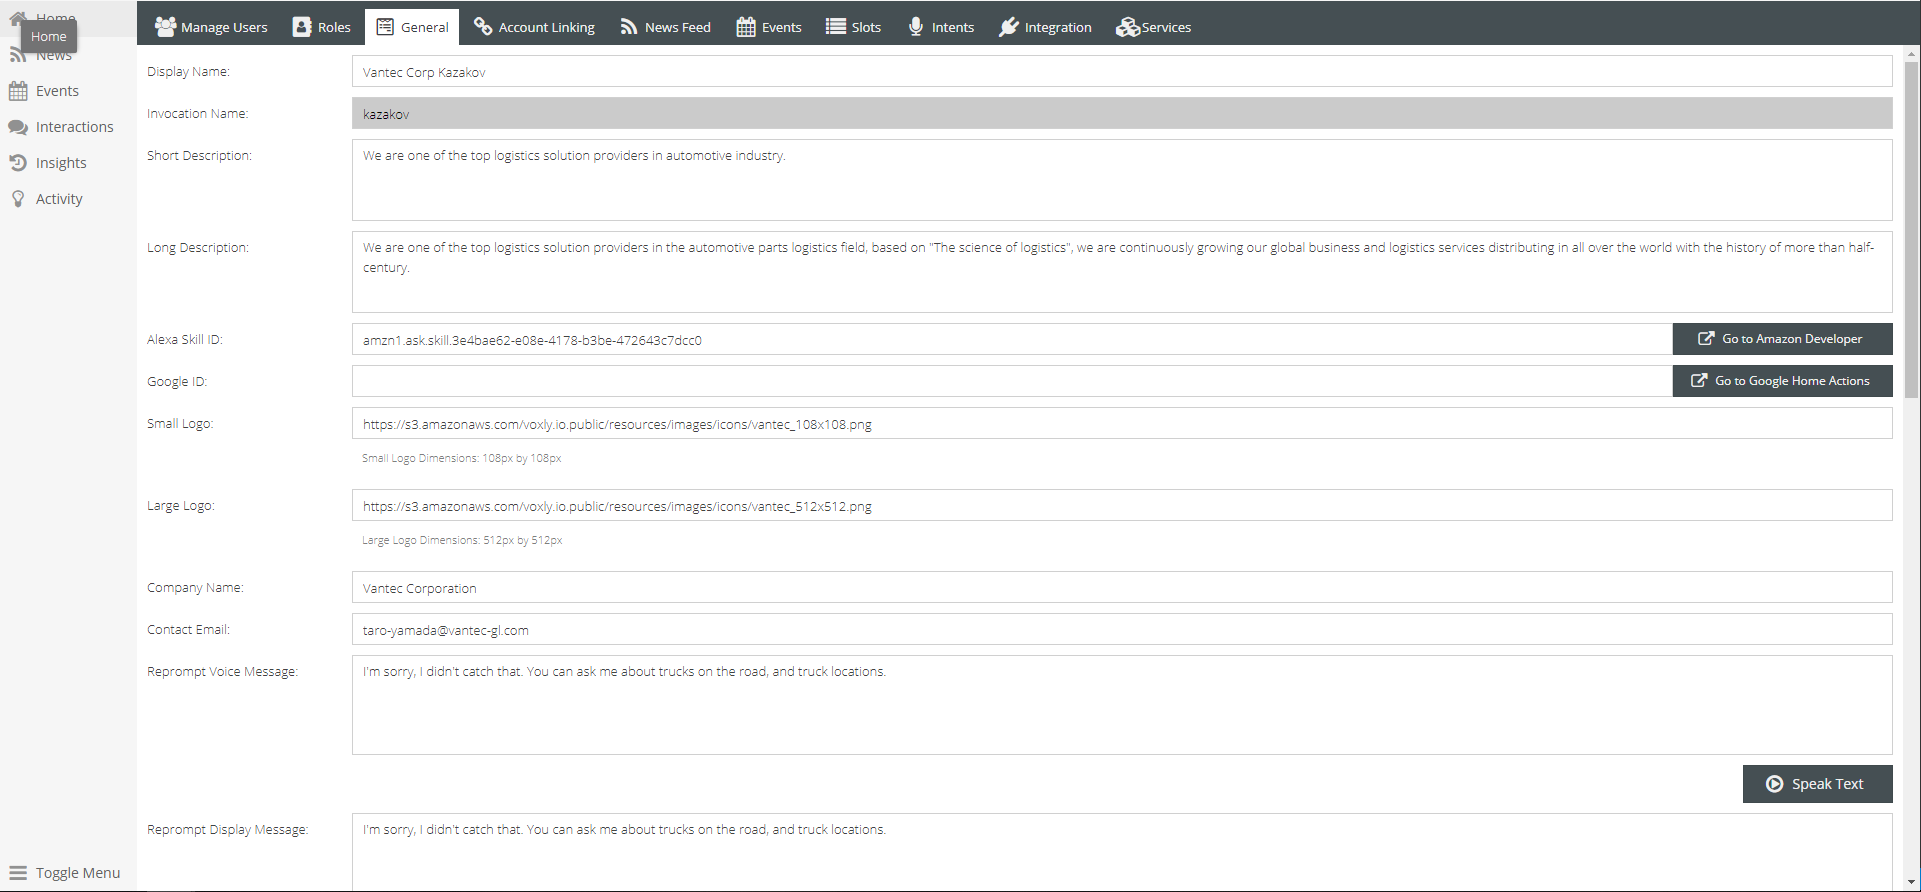 Home
Home
News
Events
Interactions
Insights
Activity
Toggle Menu
Manage Users
Roles
General
Account Linking
News Feed
Events
Slots
Intents
Integration
Services
Display Name:
Vantec Corp Kazakov
Invocation Name:
kazakov
Short Description:
We are one of the top logistics solution providers in automotive industry.
Long Description:
We are one of the top logistics solution providers in the automotive parts logistics field, based on "The science of logistics", we are continuously growing our global business and logistics services distributing in all over the world with the history of more than half-
century.
Alexa Skill ID:
amzn1.ask.skill.3e4bae62-e08e-4178-b3be-472643c7dcc0
Go to Amazon Developer
Google ID:
Go to Google Home Actions
Small Logo:
https://s3.amazonaws.com/voxly.io.public/resources/images/icons/vantec_108x108.png
Small Logo Dimensions: 108px by 108px
Large Logo:
https://s3.amazonaws.com/voxly.io.public/resources/images/icons/vantec_512x512.png
Large Logo Dimensions: 512px by 512px
Company Name:
Vantec Corporation
Contact Email:
taro-yamada@vantec-gl.com
Reprompt Voice Message:
I'm sorry, I didn't catch that. You can ask me about trucks on the road, and truck locations.
Speak Text
Reprompt Display Message:
I'm sorry, I didn't catch that. You can ask me about trucks on the road, and truck locations.